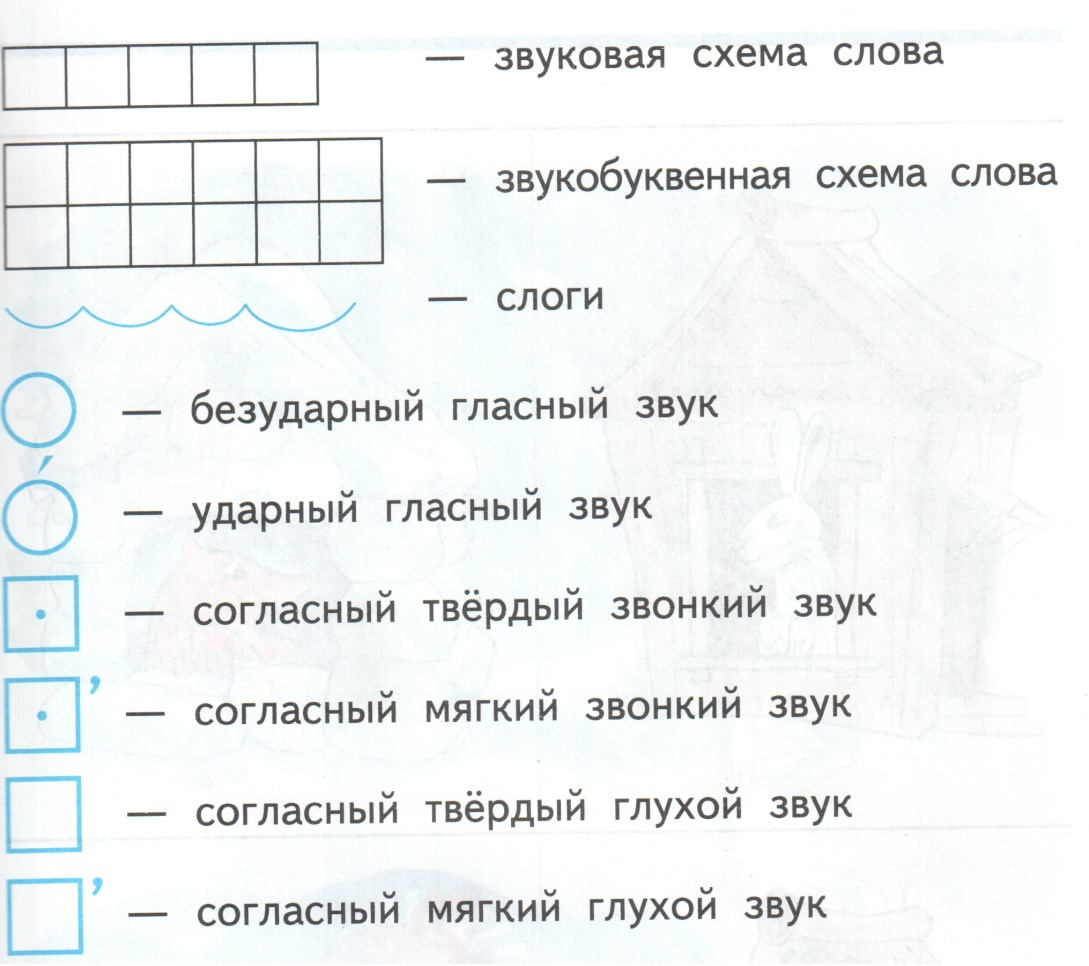 — звуковая схема слова
— звукобуквенная схема слова
— слоги
— безударный гласный звук
— ударный гласный звук
— согласный твёрдый звонкий звук
— согласный мягкий звонкий звук
— согласный твёрдый глухой звук
— согласный мягкий глухой звук